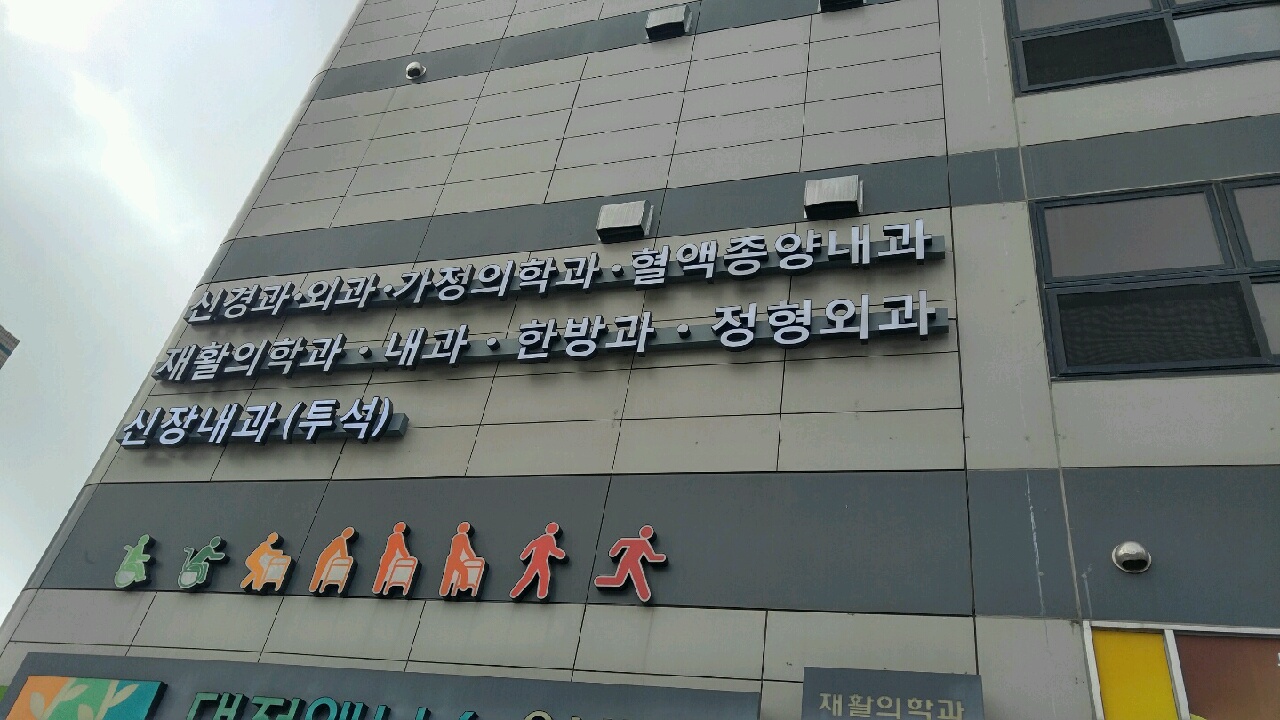 신경과·외과·가정의학과·혈액종양내과
재활의학과·내과·한방과·정형외과
신장내과(투석)
재활의학과